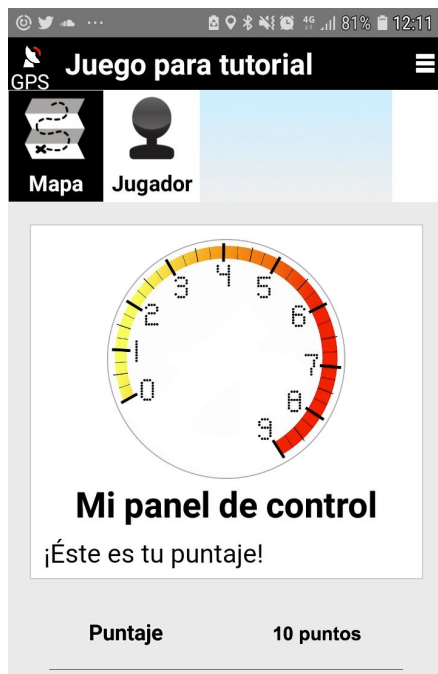 4G 81% 12:11
GPS Juego para tutorial
Mapa Jugador
0 1 2 3 4 5 6 7 8 9
Mi panel de control
¡Éste es tu puntaje!
Puntaje 10 puntos